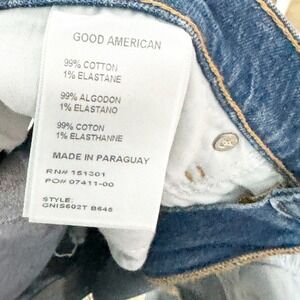 GOOD AMERICAN
99% COTTON
1% ELASTANE
99% ALGODON
1% ELASTANO
99% COTON
1% ELASTHANNE
MADE IN PARAGUAY
RN# 151301
PO# 07411-00
STYLE:
GNIS602T B645